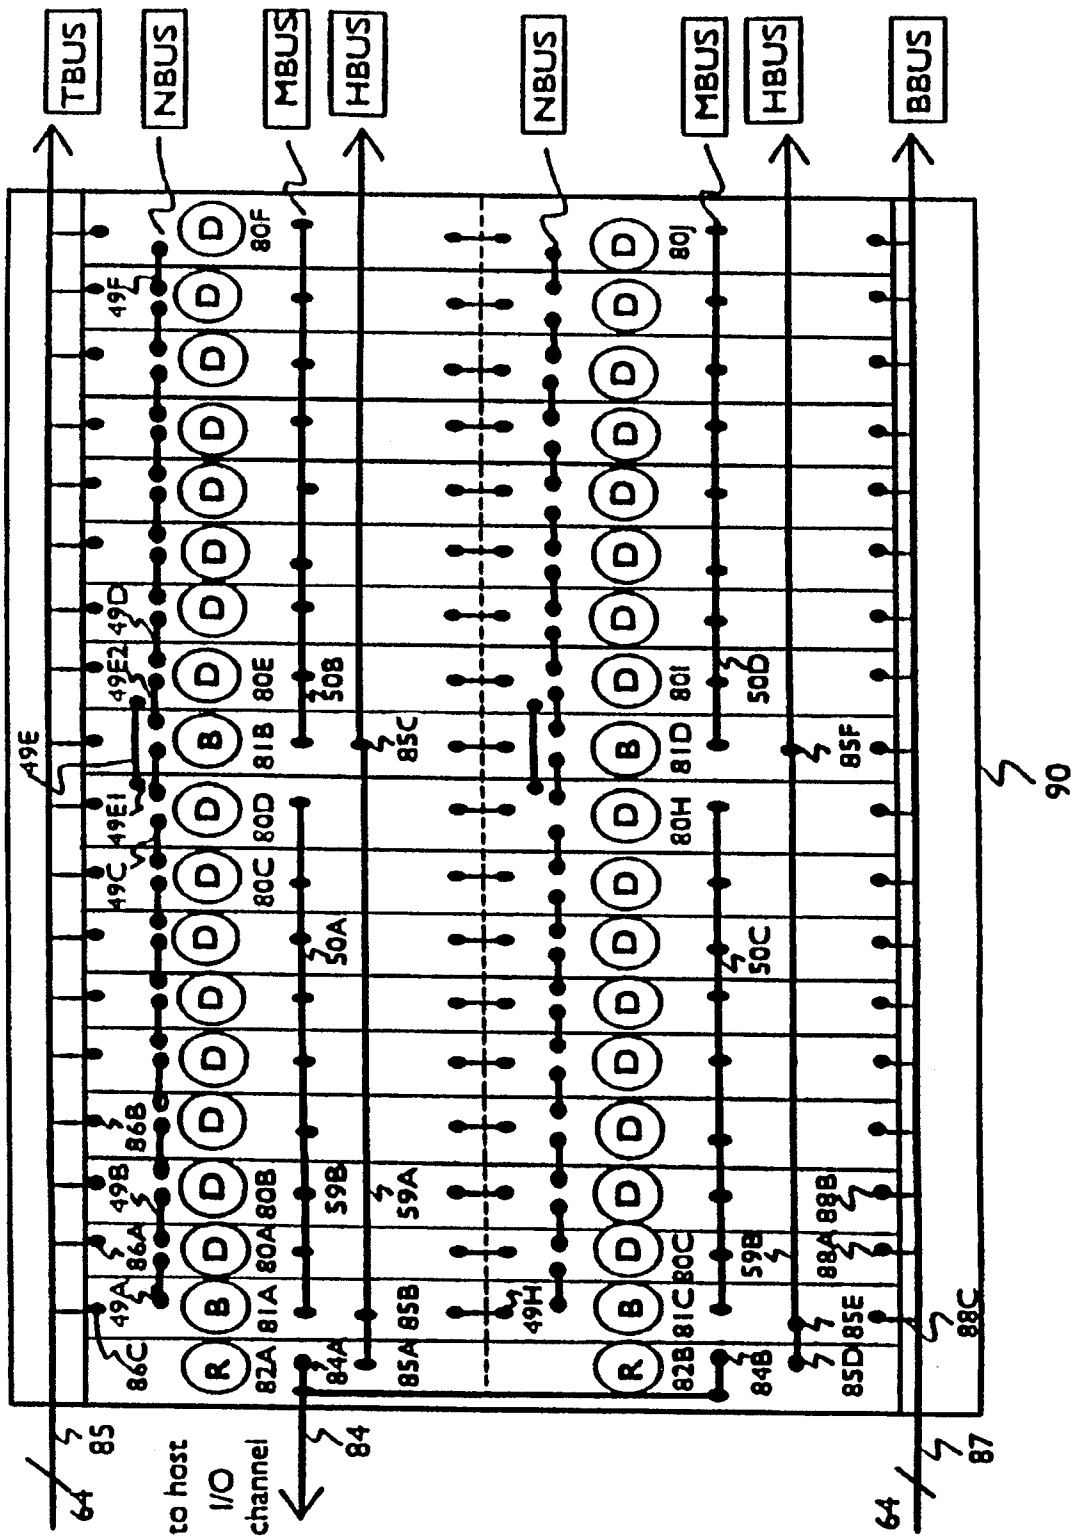 49E
64
TBUS
85
49A 49B 49C 49E1 49E2 49D 49F
86C 86A 86B
NBUS
to host
I/O
channel
R B D D D D D D D D B D D D D D D D D
82A 81A 80A 80B 80C 80D 81B 80E 80F
MBUS
84A 59B 50A 50B
84
HBUS
85A 85B 59A 85C
49H
NBUS
R B D D D D D D D D B D D D D D D D D
82B 81C 80C 80H 81D 80I 80J
MBUS
84B 59B 50C 50D
HBUS
85D 85E 88A 88B 85F
64
BBUS
88C
87
90